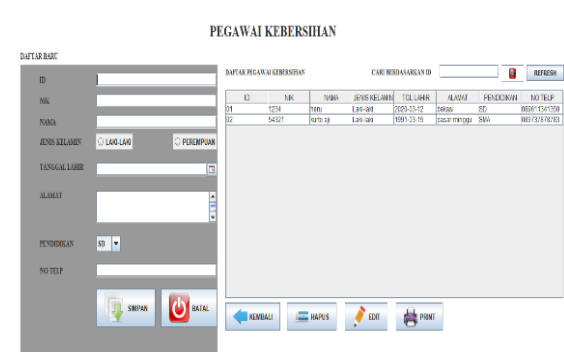 PEGAWAI KEBERSIHAN
DAFTAR BARU
ID
NIK
NAMA
JENIS KELAMIN LAKI-LAKI PEREMPUAN
TANGGAL LAHIR
ALAMAT
PENDIDIKAN SD
NO TELP
SIMPAN BATAL
DAFTAR PEGAWAI KEBERSIHAN CARI BERDASARKAN ID REFRESH
ID NIK NAMA JENIS KELAMIN TGL LAHIR ALAMAT PENDIDIKAN NO TELP
01 1234 heru Laki-laki 2020-03-12 bekasi SD
02 54321 surto aji Laki-laki 1991-03-15 pasar minggu SMA
KEMBALI HAPUS EDIT PRINT